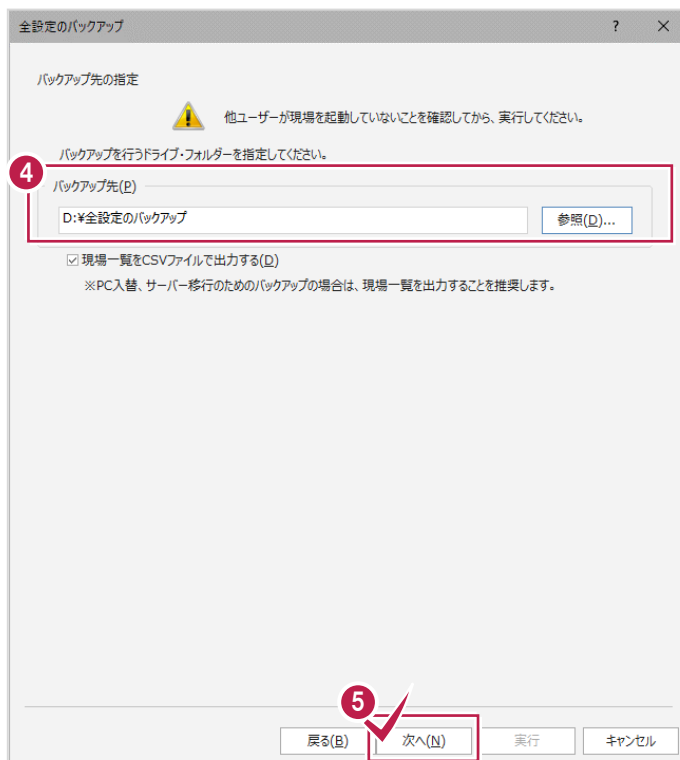 全設定のバックアップ ? ×
バックアップ先の指定
他ユーザーが現場を起動していないことを確認してから、実行してください。
バックアップを行うドライブ・フォルダーを指定してください。
4
バックアップ先(P)
D:¥全設定のバックアップ 参照(D)...
現場一覧をCSVファイルで出力する(D)
※PC入替、サーバー移行のためのバックアップの場合は、現場一覧を出力することを推奨します。
5
戻る(B) 次へ(N) 実行 キャンセル